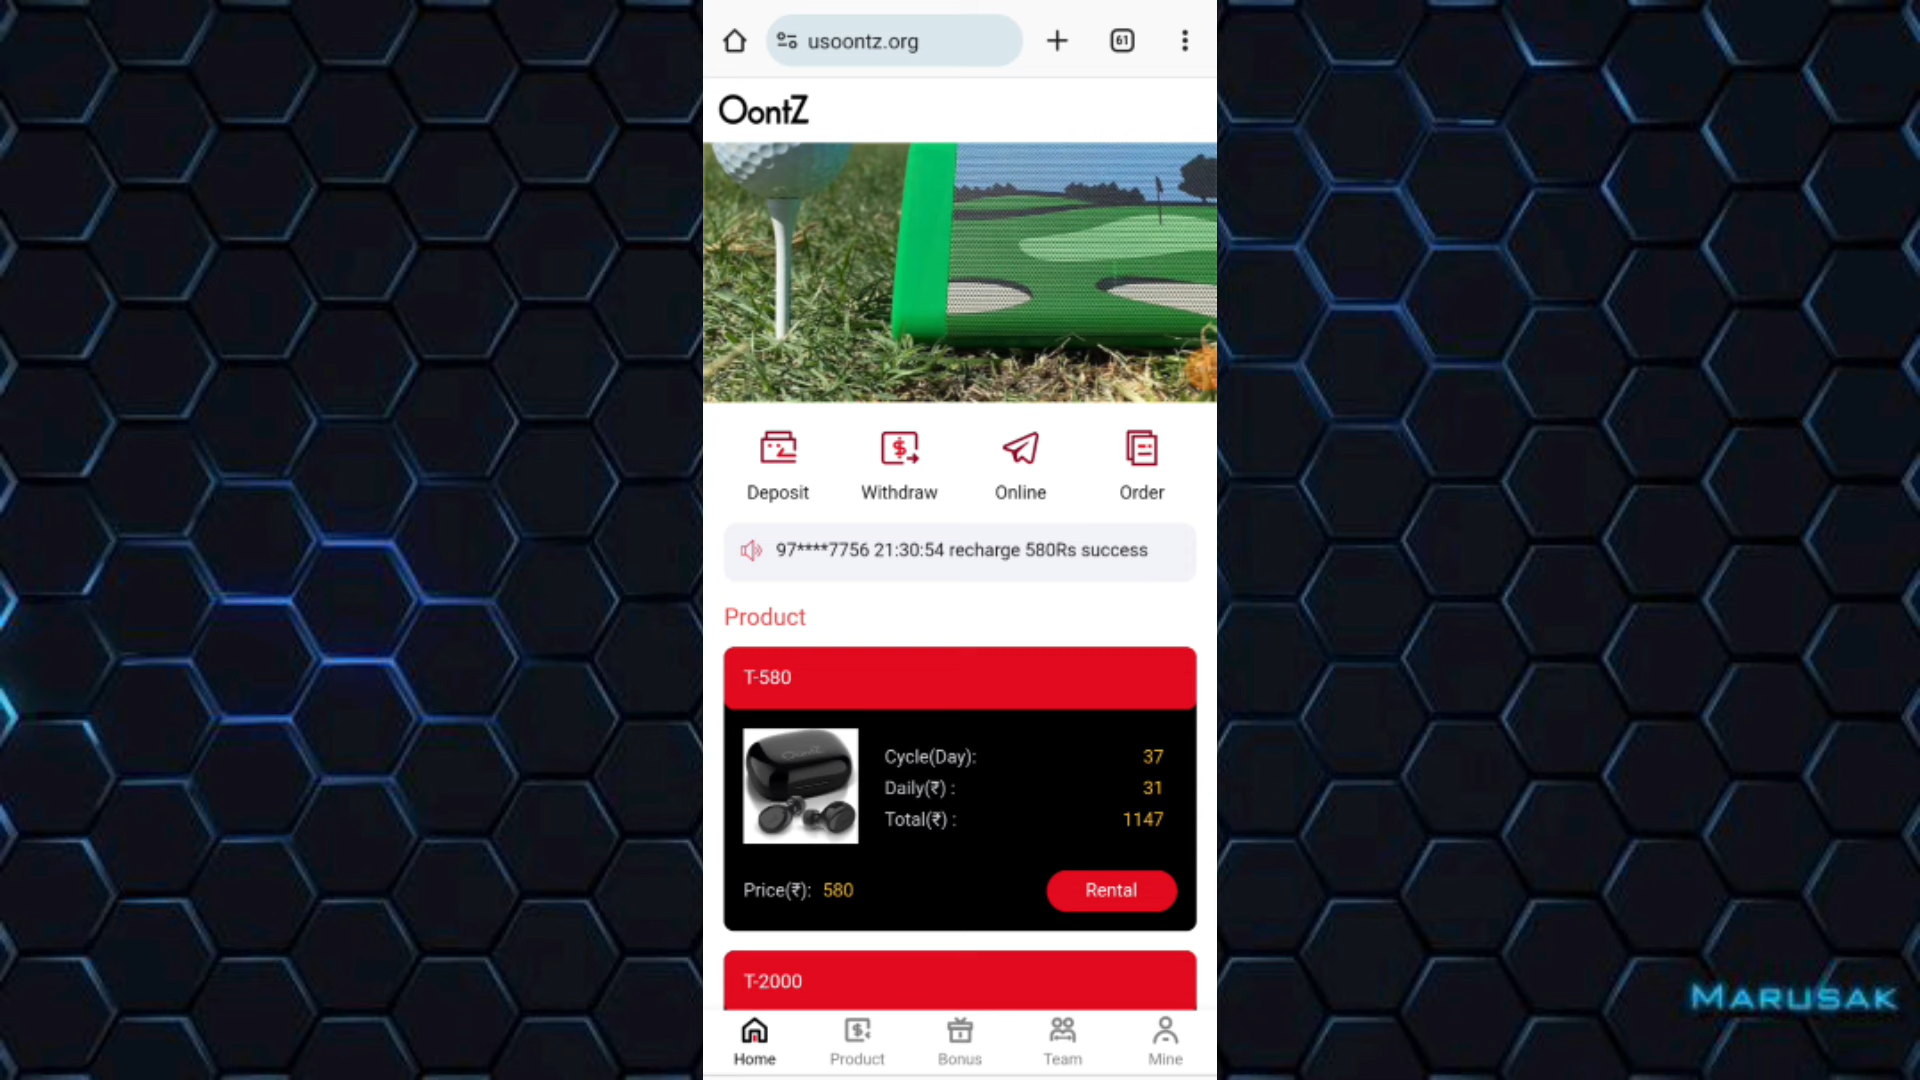 usoontz.org
61
OontZ
Deposit Withdraw Online Order
97****7756 21:30:54 recharge 580Rs success
Product
T-580
OontZ
Cycle(Day): 37
Daily(₹) : 31
Total(₹) : 1147
Price(₹): 580 Rental
T-2000
MARUSAK
Home Product Bonus Team Mine